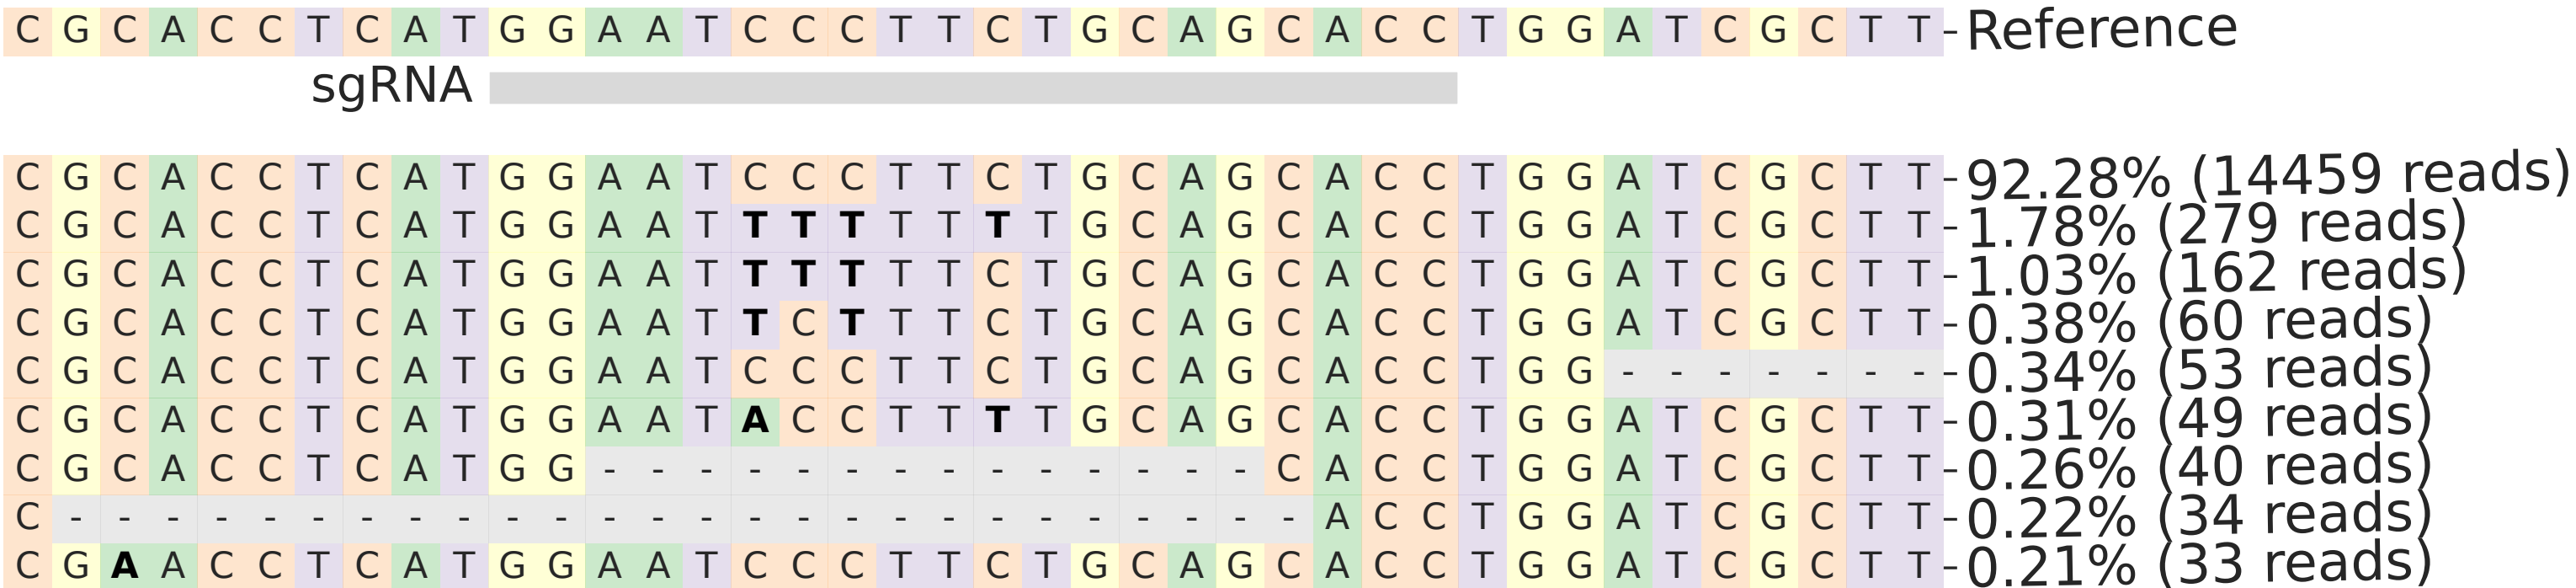 C G C A C C T C A T G G A A T C C C T T C T G C A G C A C C T G G A T C G C T T - Reference
sgRNA
C G C A C C T C A T G G A A T C C C T T C T G C A G C A C C T G G A T C G C T T - 92.28% (14459 reads)
C G C A C C T C A T G G A A T T T T T T T T G C A G C A C C T G G A T C G C T T - 1.78% (279 reads)
C G C A C C T C A T G G A A T T T T T T C T G C A G C A C C T G G A T C G C T T - 1.03% (162 reads)
C G C A C C T C A T G G A A T T C T T T C T G C A G C A C C T G G A T C G C T T - 0.38% (60 reads)
C G C A C C T C A T G G A A T C C C T T C T G C A G C A C C T G G - - - - - - - - 0.34% (53 reads)
C G C A C C T C A T G G A A T A C C T T T T G C A G C A C C T G G A T C G C T T - 0.31% (49 reads)
C G C A C C T C A T G G - - - - - - - - - - - - - - C A C C T G G A T C G C T T - 0.26% (40 reads)
C - - - - - - - - - - - - - - - - - - - - - - - - - - A C C T G G A T C G C T T - 0.22% (34 reads)
C G A A C C T C A T G G A A T C C C T T C T G C A G C A C C T G G A T C G C T T - 0.21% (33 reads)